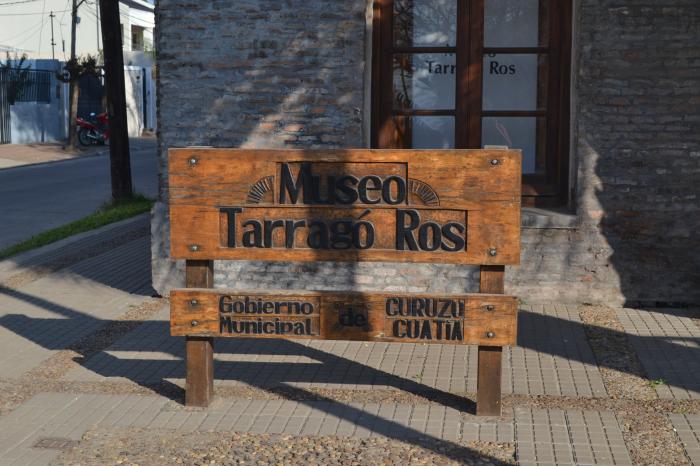 Tarragó Ros
Museo
Tarragó Ros
Gobierno Municipal de CURUZU CUATIA